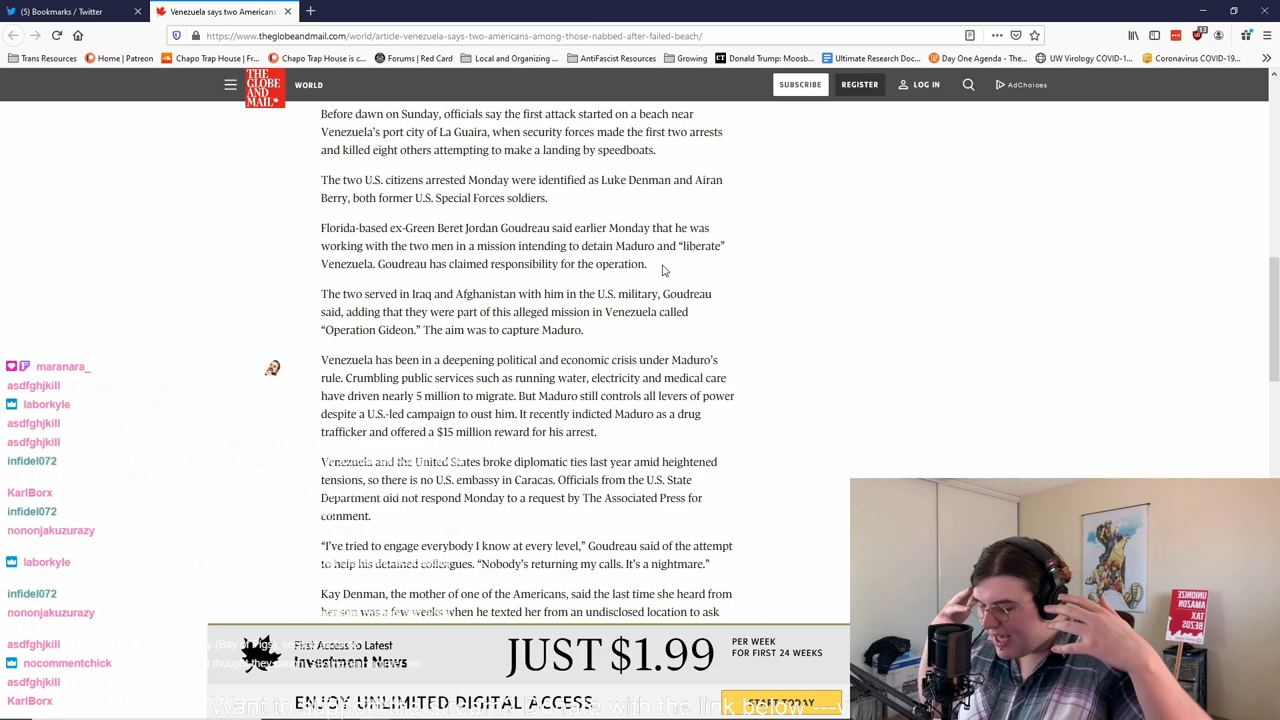 (5) Bookmarks / Twitter
Venezuela says two Americans
https://www.theglobeandmail.com/world/article-venezuela-says-two-americans-among-those-nabbed-after-failed-beach/
Trans Resources
Home | Patreon
Chapo Trap House | Fr...
Chapo Trap House is c...
Forums | Red Card
Local and Organizing ...
AntiFascist Resources
Growing
Donald Trump: Moosb...
Ultimate Research Doc...
Day One Agenda - The...
UW Virology COVID-1...
Coronavirus COVID-19...
THE GLOBE AND MAIL
WORLD
SUBSCRIBE
REGISTER
LOG IN
AdChoices
Before dawn on Sunday, officials say the first attack started on a beach near
Venezuela's port city of La Guaira, when security forces made the first two arrests
and killed eight others attempting to make a landing by speedboats.
The two U.S. citizens arrested Monday were identified as Luke Denman and Airan
Berry, both former U.S. Special Forces soldiers.
Florida-based ex-Green Beret Jordan Goudreau said earlier Monday that he was
working with the two men in a mission intending to detain Maduro and “liberate”
Venezuela. Goudreau has claimed responsibility for the operation.
The two served in Iraq and Afghanistan with him in the U.S. military, Goudreau
said, adding that they were part of this alleged mission in Venezuela called
“Operation Gideon.” The aim was to capture Maduro.
Venezuela has been in a deepening political and economic crisis under Maduro's
rule. Crumbling public services such as running water, electricity and medical care
have driven nearly 5 million to migrate. But Maduro still controls all levers of power
despite a U.S.-led campaign to oust him. It recently indicted Maduro as a drug
trafficker and offered a $15 million reward for his arrest.
Venezuela and the United States broke diplomatic ties last year amid heightened
tensions, so there is no U.S. embassy in Caracas. Officials from the U.S. State
Department did not respond Monday to a request by The Associated Press for
comment.
“I've tried to engage everybody I know at every level,” Goudreau said of the attempt
to help his detained colleagues. “Nobody's returning my calls. It's a nightmare.”
Kay Denman, the mother of one of the Americans, said the last time she heard from
her son was a few weeks when he texted her from an undisclosed location to ask
maranara_
asdfghjkill
laborkyle
asdfghjkill
asdfghjkill
infidel072
KarlBorx
infidel072
nononjakuzurazy
laborkyle
infidel072
nononjakuzurazy
asdfghjkill
nocommentchick
asdfghjkill
KarlBorx
JUST $1.99
PER WEEK
FOR FIRST 24 WEEKS
ENJOY UNLIMITED DIGITAL ACCESS
START TODAY
Want to support the stream? Donate with the link below
UNIONIZE
AMAZON
TAX
BEZOS